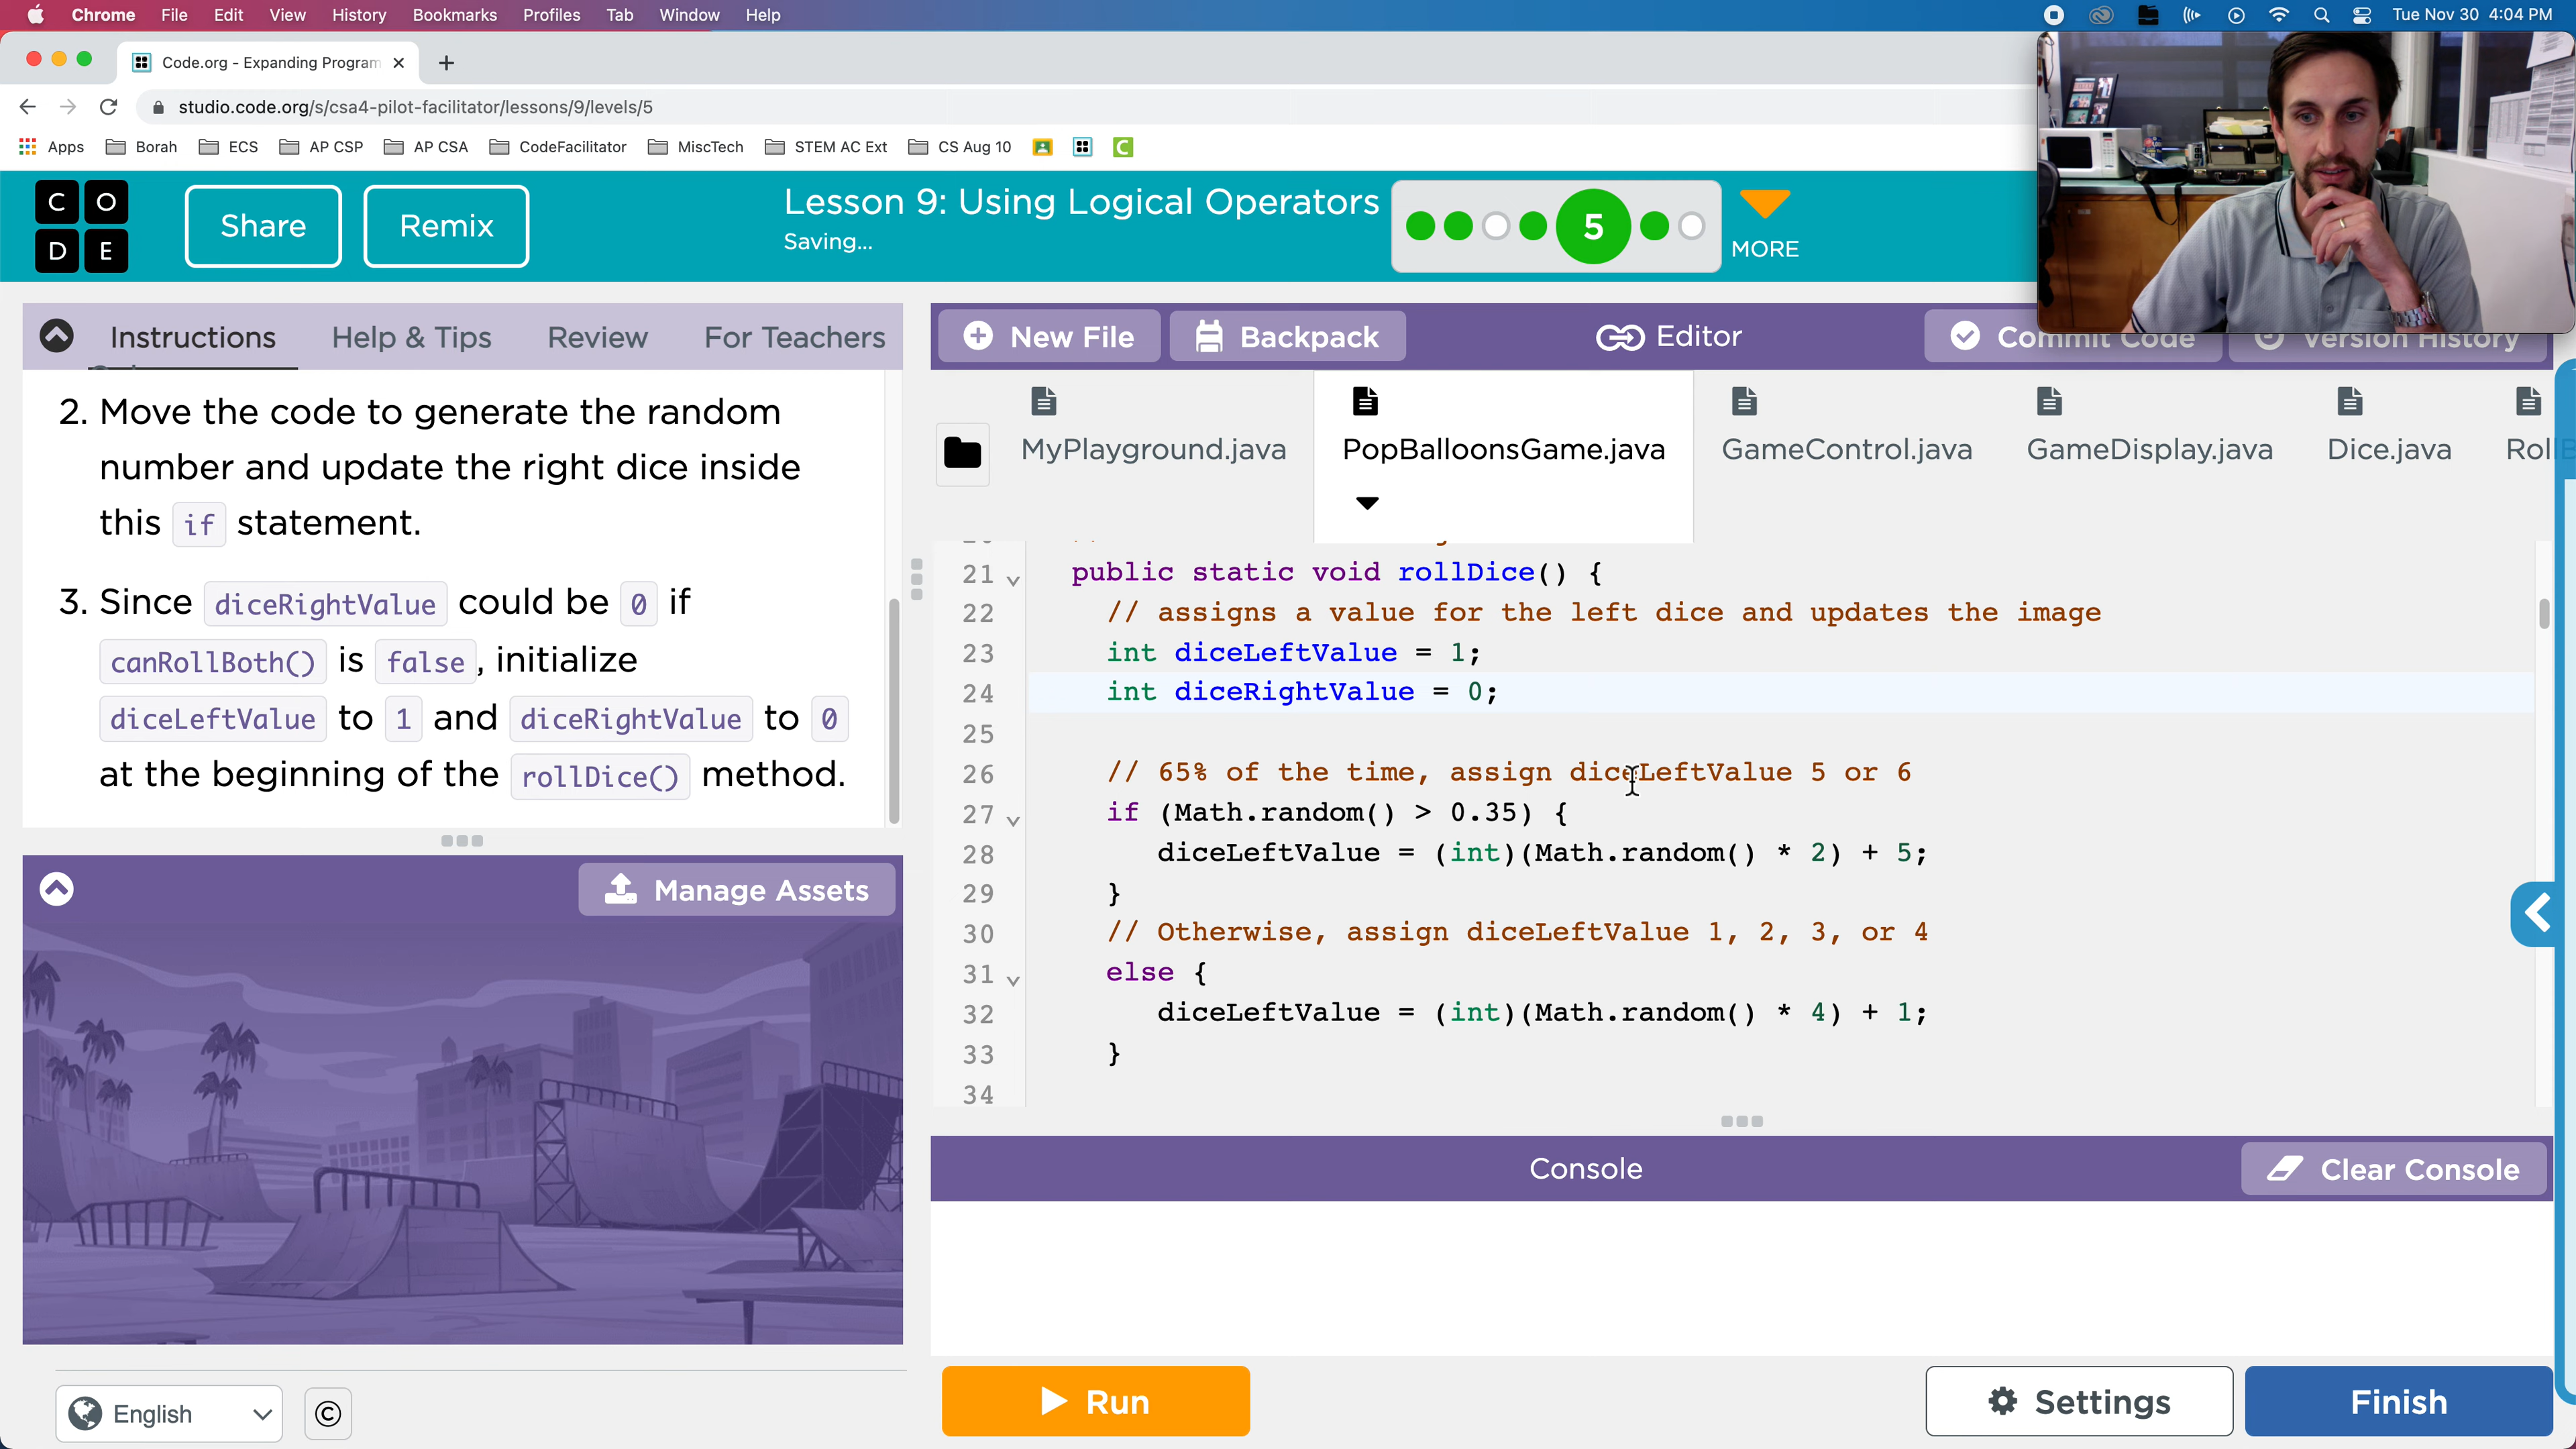 Chrome File Edit View History Bookmarks Profiles Tab Window Help Tue Nov 30 4:04 PM
Code.org - Expanding Program
studio.code.org/s/csa4-pilot-facilitator/lessons/9/levels/5
Apps Borah ECS AP CSP AP CSA CodeFacilitator MiscTech STEM AC Ext CS Aug 10
C O
D E
Share
Remix
Lesson 9: Using Logical Operators
Saving...
5
MORE
Instructions Help & Tips Review For Teachers
2. Move the code to generate the random
number and update the right dice inside
this if statement.
3. Since diceRightValue could be 0 if
canRollBoth() is false, initialize
diceLeftValue to 1 and diceRightValue to 0
at the beginning of the rollDice() method.
Manage Assets
English
©
New File Backpack Editor Commit Code Version History
MyPlayground.java PopBalloonsGame.java GameControl.java GameDisplay.java Dice.java
21 public static void rollDice() {
22 // assigns a value for the left dice and updates the image
23 int diceLeftValue = 1;
24 int diceRightValue = 0;
25
26 // 65% of the time, assign diceLeftValue 5 or 6
27 if (Math.random() > 0.35) {
28 diceLeftValue = (int)(Math.random() * 2) + 5;
29 }
30 // Otherwise, assign diceLeftValue 1, 2, 3, or 4
31 else {
32 diceLeftValue = (int)(Math.random() * 4) + 1;
33 }
34
Console
Clear Console
Run
Settings
Finish